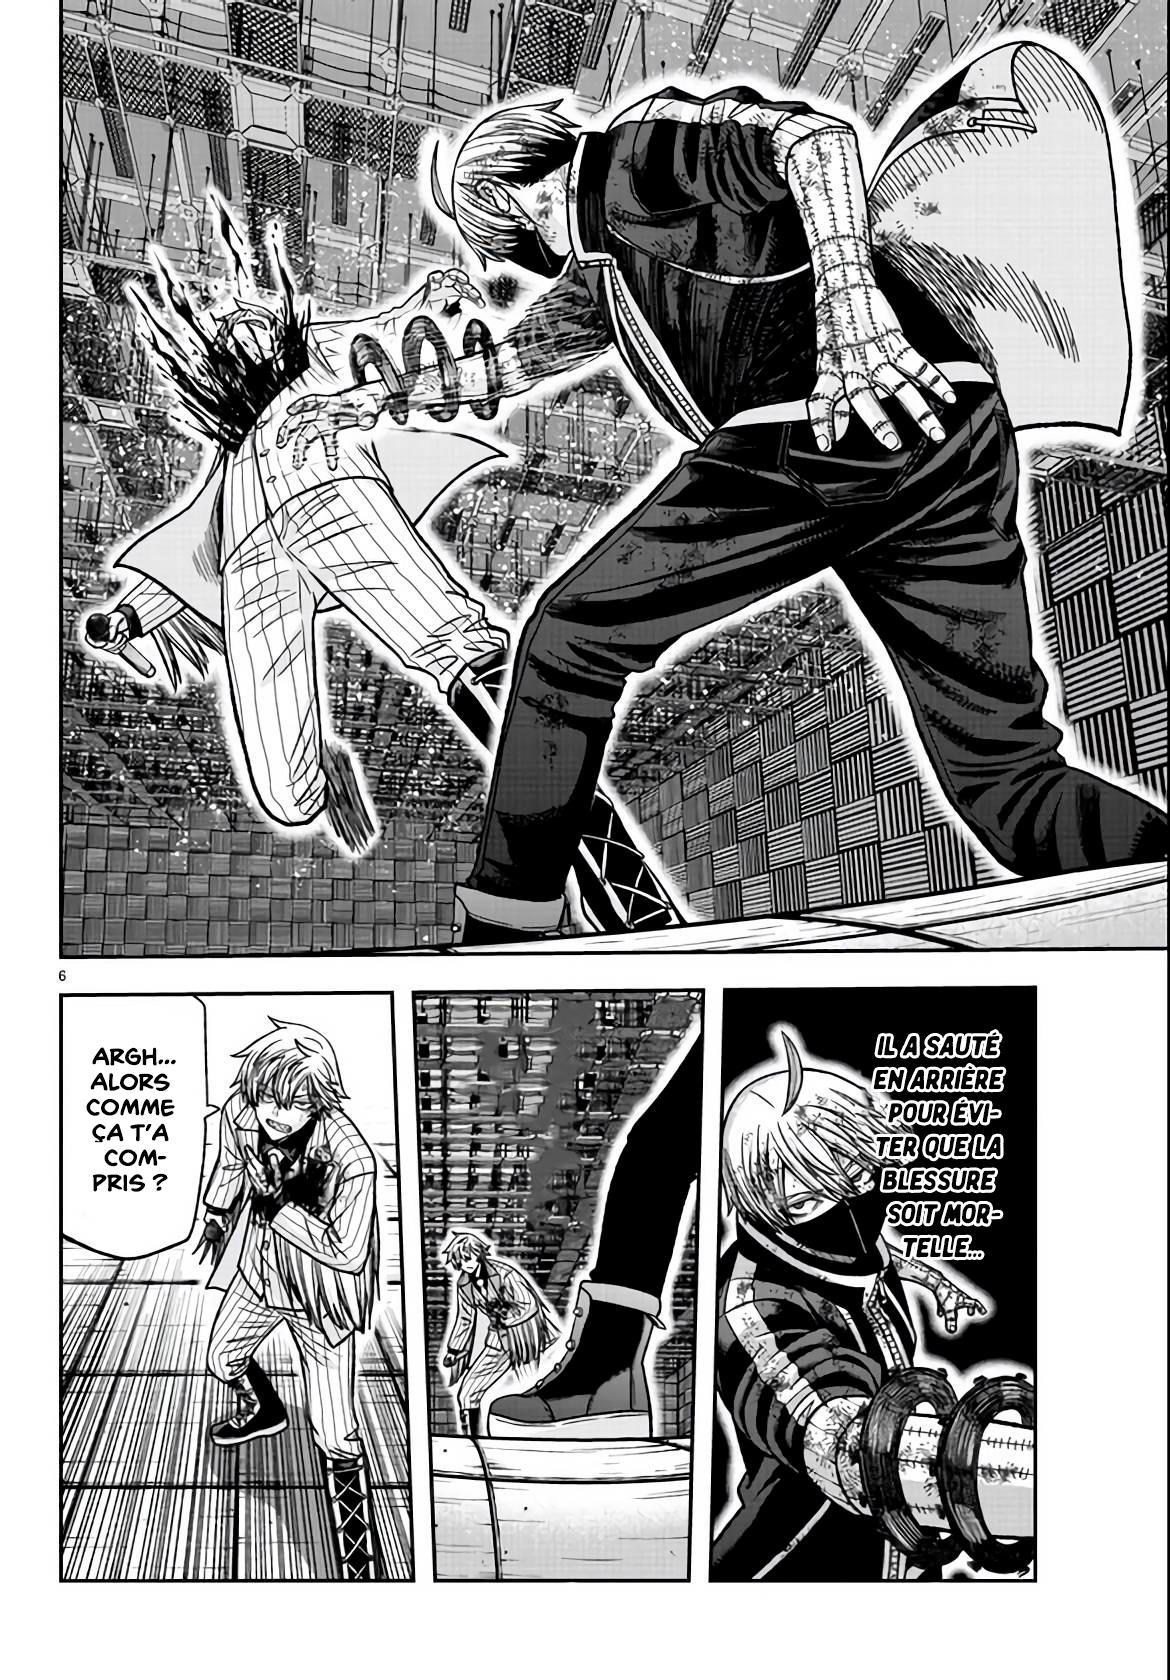 6
IL A SAUTÉ
EN ARRIÈRE
POUR ÉVI-
TER QUE LA
BLESSURE
SOIT MOR-
TELLE...
ARGH...
ALORS
COMME
ÇA T'A
COM-
PRIS ?